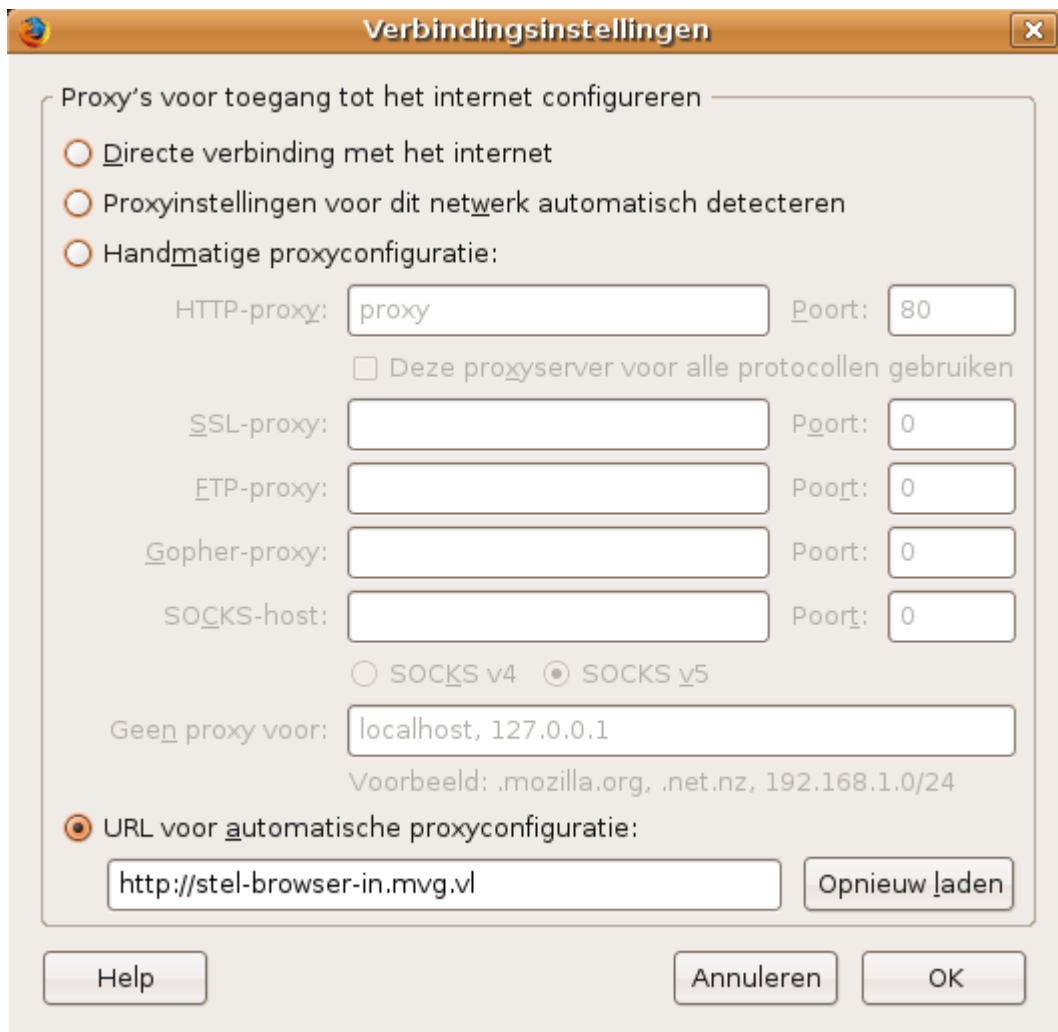 Verbindingsinstellingen
Proxy's voor toegang tot het internet configureren
Directe verbinding met het internet
Proxyinstellingen voor dit netwerk automatisch detecteren
Handmatige proxyconfiguratie:
HTTP-proxy: proxy Poort: 80
Deze proxyserver voor alle protocollen gebruiken
SSL-proxy: Poort: 0
FTP-proxy: Poort: 0
Gopher-proxy: Poort: 0
SOCKS-host: Poort: 0
SOCKS v4 SOCKS v5
Geen proxy voor: localhost, 127.0.0.1
Voorbeeld: .mozilla.org, .net.nz, 192.168.1.0/24
URL voor automatische proxyconfiguratie:
http://stel-browser-in.mvg.vl Opnieuw laden
Help Annuleren OK